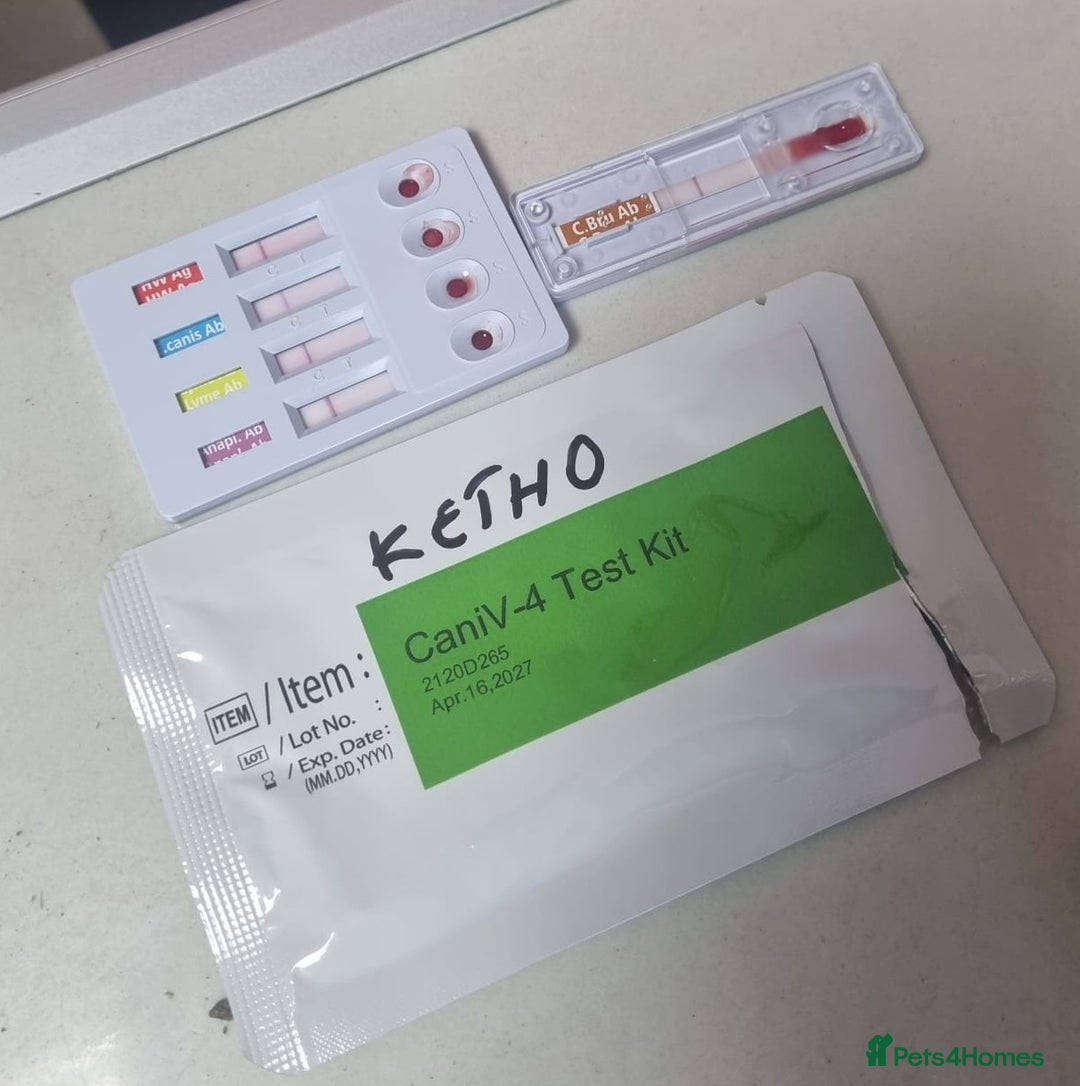 HW Ag
.canis Ab
Lyme Ab
C T
C T
C T
S
S
S
S
C.Bru Ab
KETHO
CaniV-4 Test Kit
2120D265
Apr.16,2027
ITEM / Item :
LOT / Lot No. :
/ Exp. Date:
(MM.DD,YYYY)
Pets4Homes